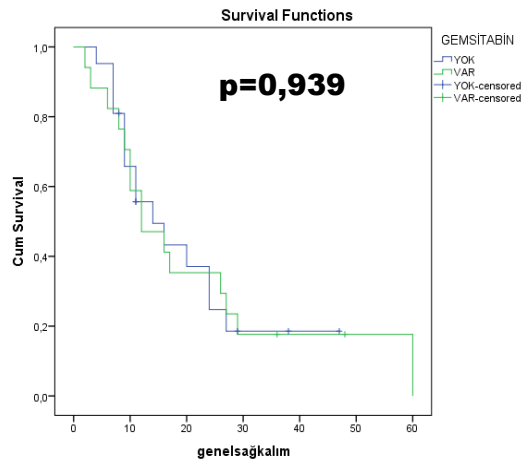 Survival Functions
GEMSİTABİN
YOK
VAR
YOK-censored
VAR-censored
p=0,939
1,0
0,8
0,6
0,4
0,2
0,0
Cum Survival
0 10 20 30 40 50 60
genelsağkalım